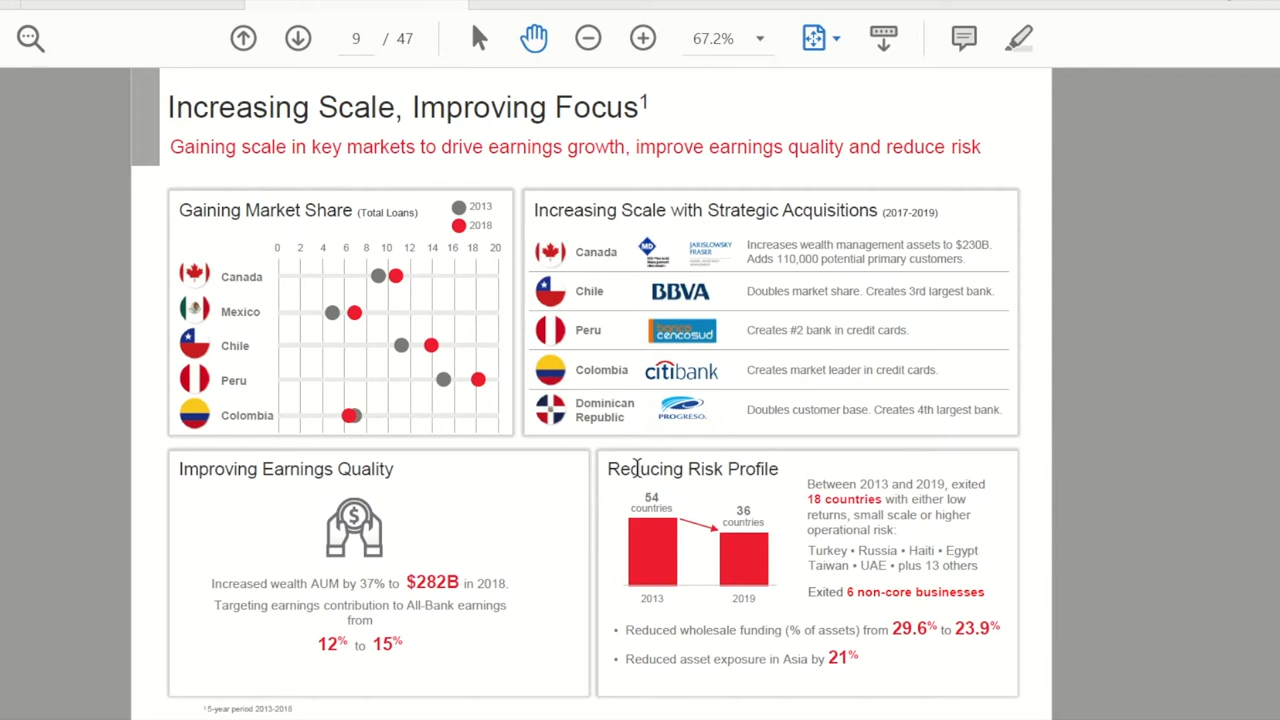 9 / 47
67.2%
Increasing Scale, Improving Focus¹
Gaining scale in key markets to drive earnings growth, improve earnings quality and reduce risk
Gaining Market Share (Total Loans)
2013
2018
0 2 4 6 8 10 12 14 16 18 20
Canada
Mexico
Chile
Peru
Colombia
Increasing Scale with Strategic Acquisitions (2017-2019)
Canada
MD
JARISLOWSKY
FRASER
Increases wealth management assets to $230B.
Adds 110,000 potential primary customers.
Chile
BBVA
Doubles market share. Creates 3rd largest bank.
Peru
banco
cencosud
Creates #2 bank in credit cards.
Colombia
citibank
Creates market leader in credit cards.
Dominican
Republic
PROGRESO.
Doubles customer base. Creates 4th largest bank.
Improving Earnings Quality
$
Increased wealth AUM by 37% to $282B in 2018.
Targeting earnings contribution to All-Bank earnings
from
12% to 15%
Reducing Risk Profile
54
countries
36
countries
2013
2019
Between 2013 and 2019, exited
18 countries with either low
returns, small scale or higher
operational risk:
Turkey • Russia • Haiti • Egypt
Taiwan • UAE • plus 13 others
Exited 6 non-core businesses
• Reduced wholesale funding (% of assets) from 29.6% to 23.9%
• Reduced asset exposure in Asia by 21%
¹ 5-year period 2013-2018